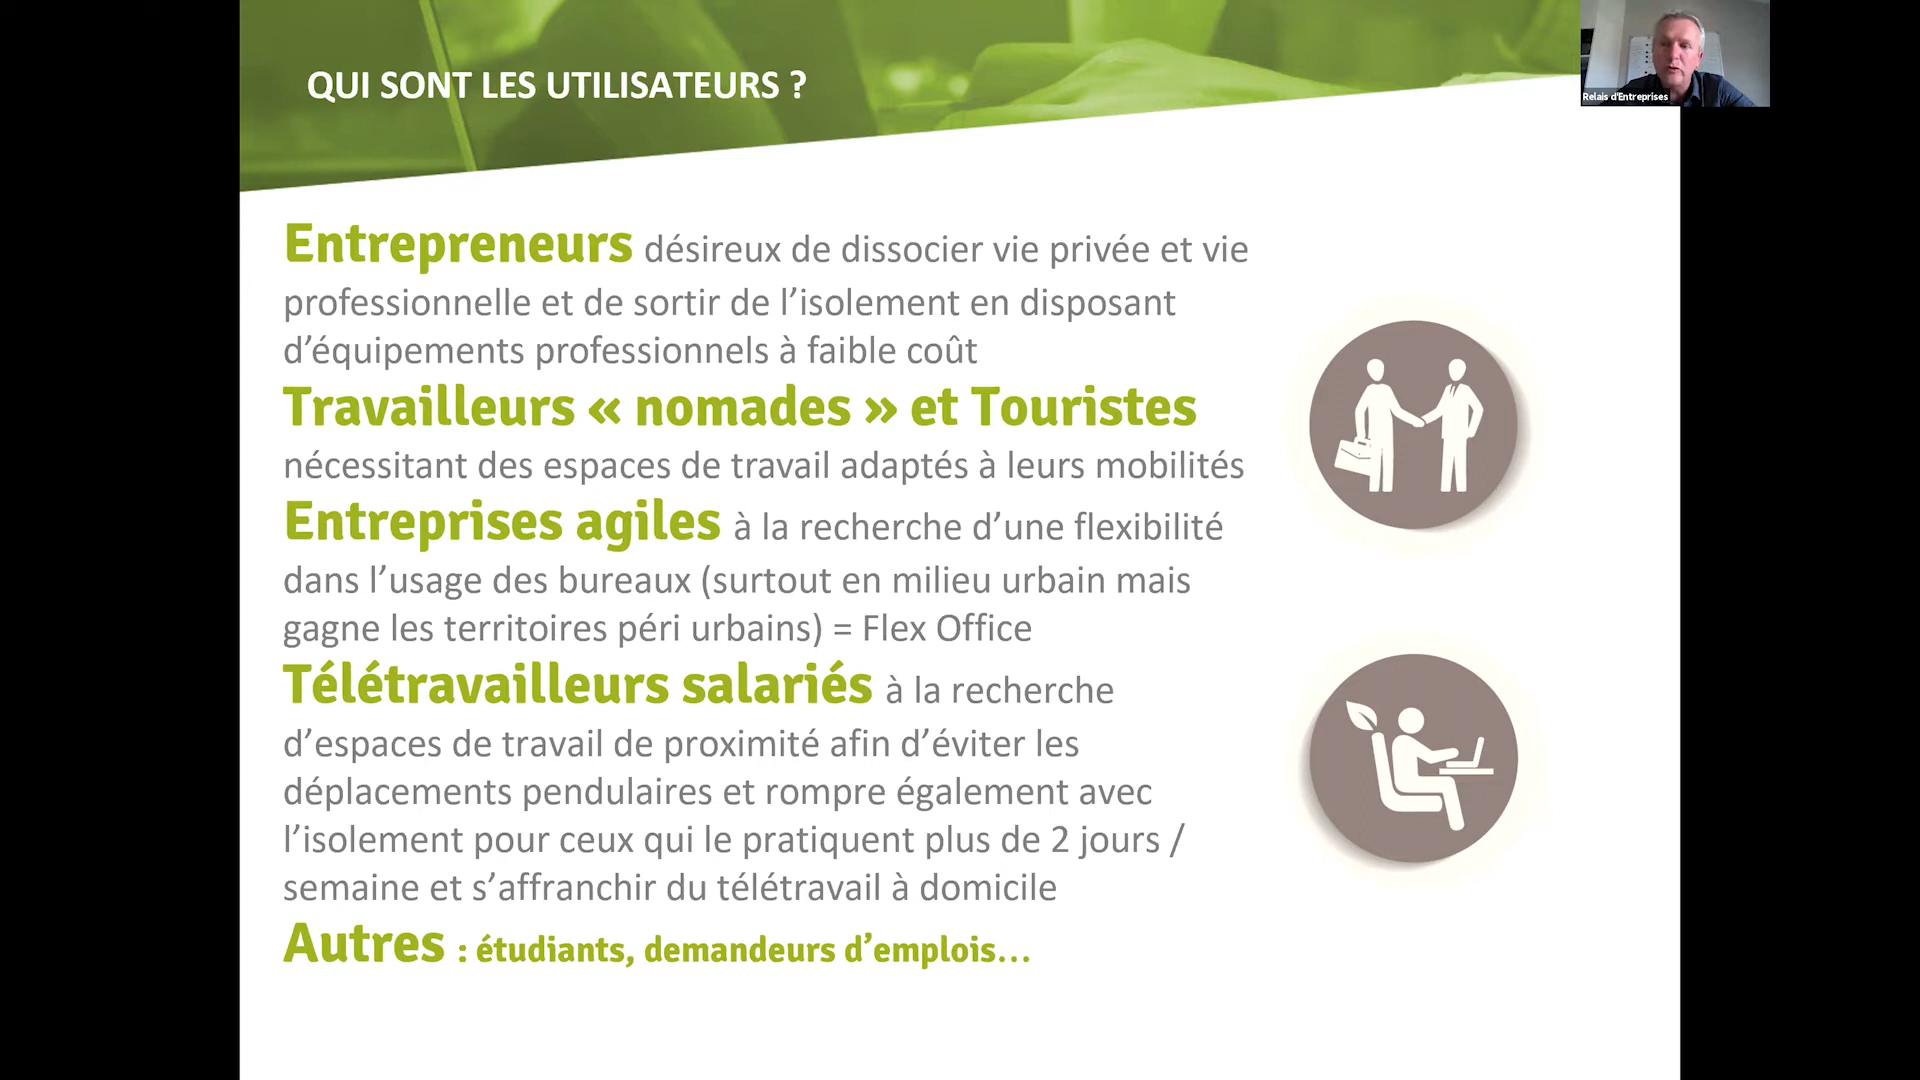 QUI SONT LES UTILISATEURS ?
Relais d'Entreprises
Entrepreneurs désireux de dissocier vie privée et vie
professionnelle et de sortir de l’isolement en disposant
d’équipements professionnels à faible coût
Travailleurs « nomades » et Touristes
nécessitant des espaces de travail adaptés à leurs mobilités
Entreprises agiles à la recherche d’une flexibilité
dans l’usage des bureaux (surtout en milieu urbain mais
gagne les territoires péri urbains) = Flex Office
Télétravailleurs salariés à la recherche
d’espaces de travail de proximité afin d’éviter les
déplacements pendulaires et rompre également avec
l’isolement pour ceux qui le pratiquent plus de 2 jours /
semaine et s’affranchir du télétravail à domicile
Autres : étudiants, demandeurs d’emplois...